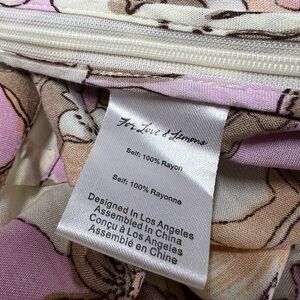 For Love & Lemons
Self: 100% Rayon
Self: 100% Rayonne
Designed In Los Angeles
Assembled In China
Conçu à Los Angeles
Assemblé en Chine